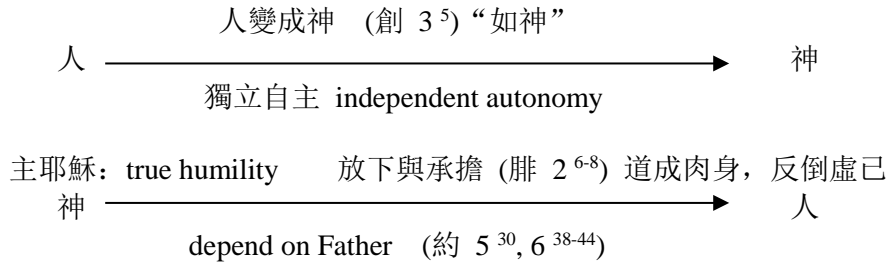 人變成神 (創 3 5) “如神”
人 神
獨立自主 independent autonomy
主耶穌: true humility 放下與承擔 (腓 2 6-8) 道成肉身, 反倒虛己
神 人
depend on Father (約 5 30, 6 38-44)